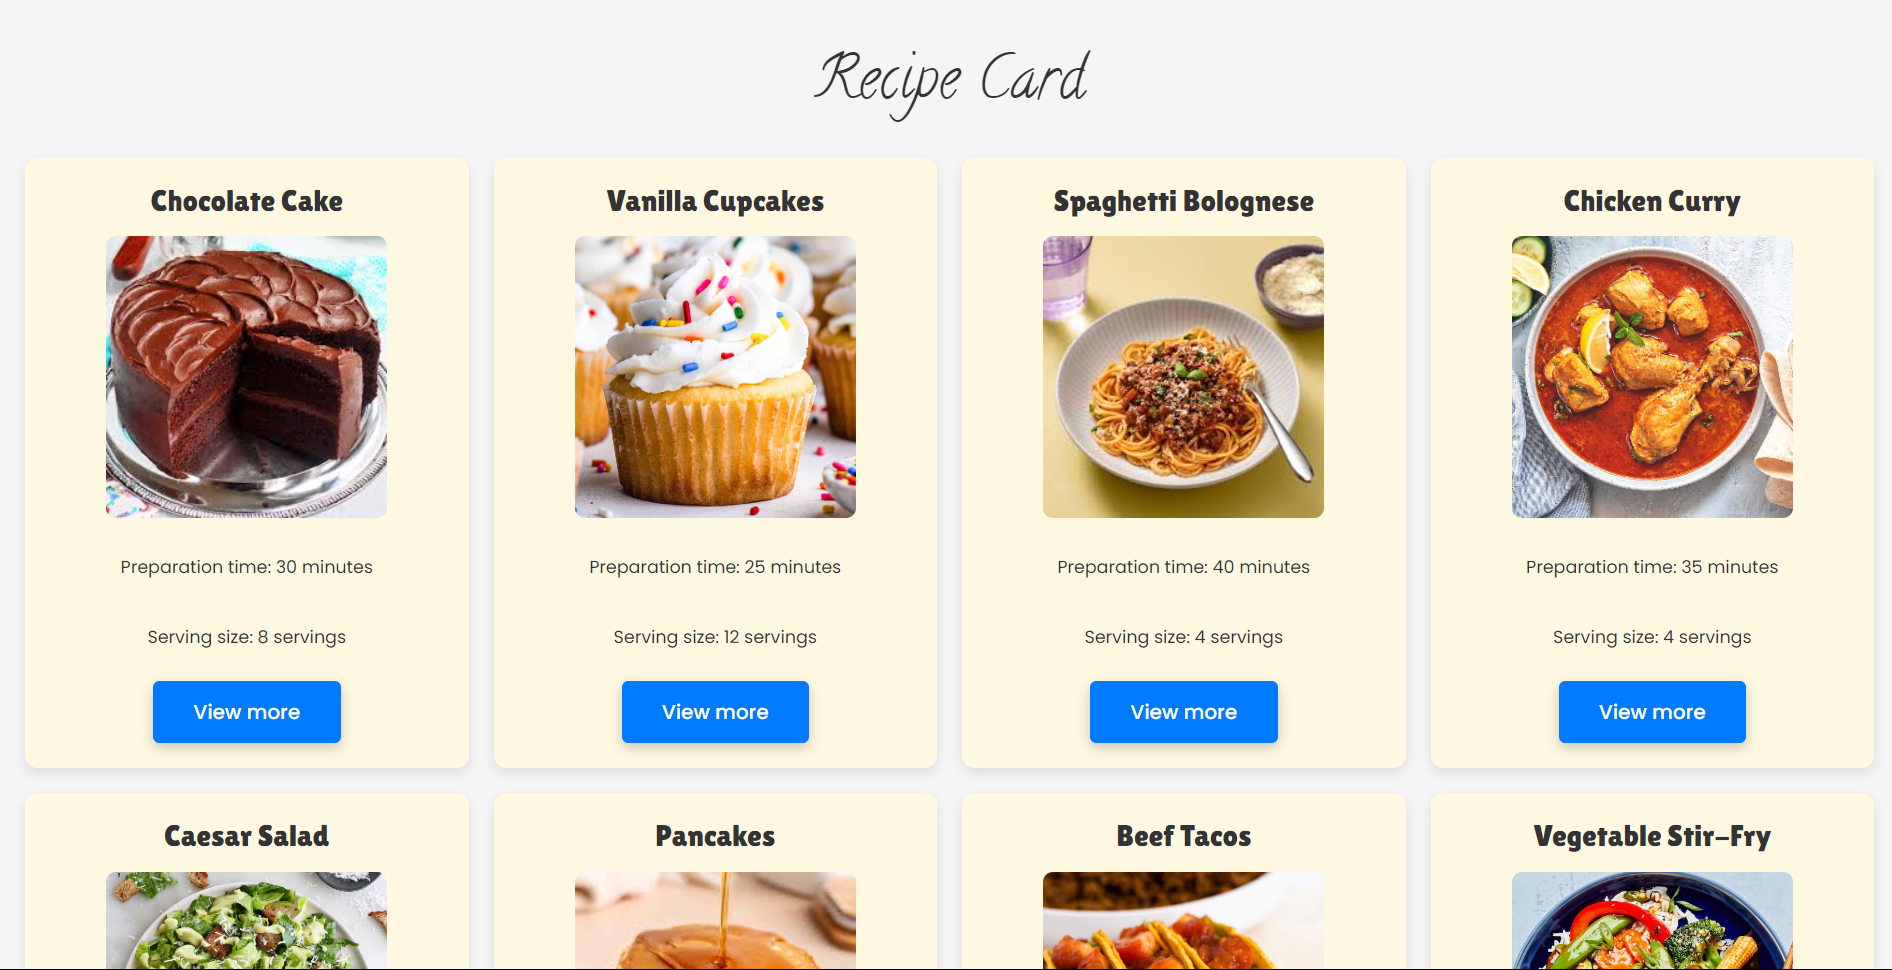 Recipe Card
Chocolate Cake
Preparation time: 30 minutes
Serving size: 8 servings
View more
Vanilla Cupcakes
Preparation time: 25 minutes
Serving size: 12 servings
View more
Spaghetti Bolognese
Preparation time: 40 minutes
Serving size: 4 servings
View more
Chicken Curry
Preparation time: 35 minutes
Serving size: 4 servings
View more
Caesar Salad
Pancakes
Beef Tacos
Vegetable Stir-Fry